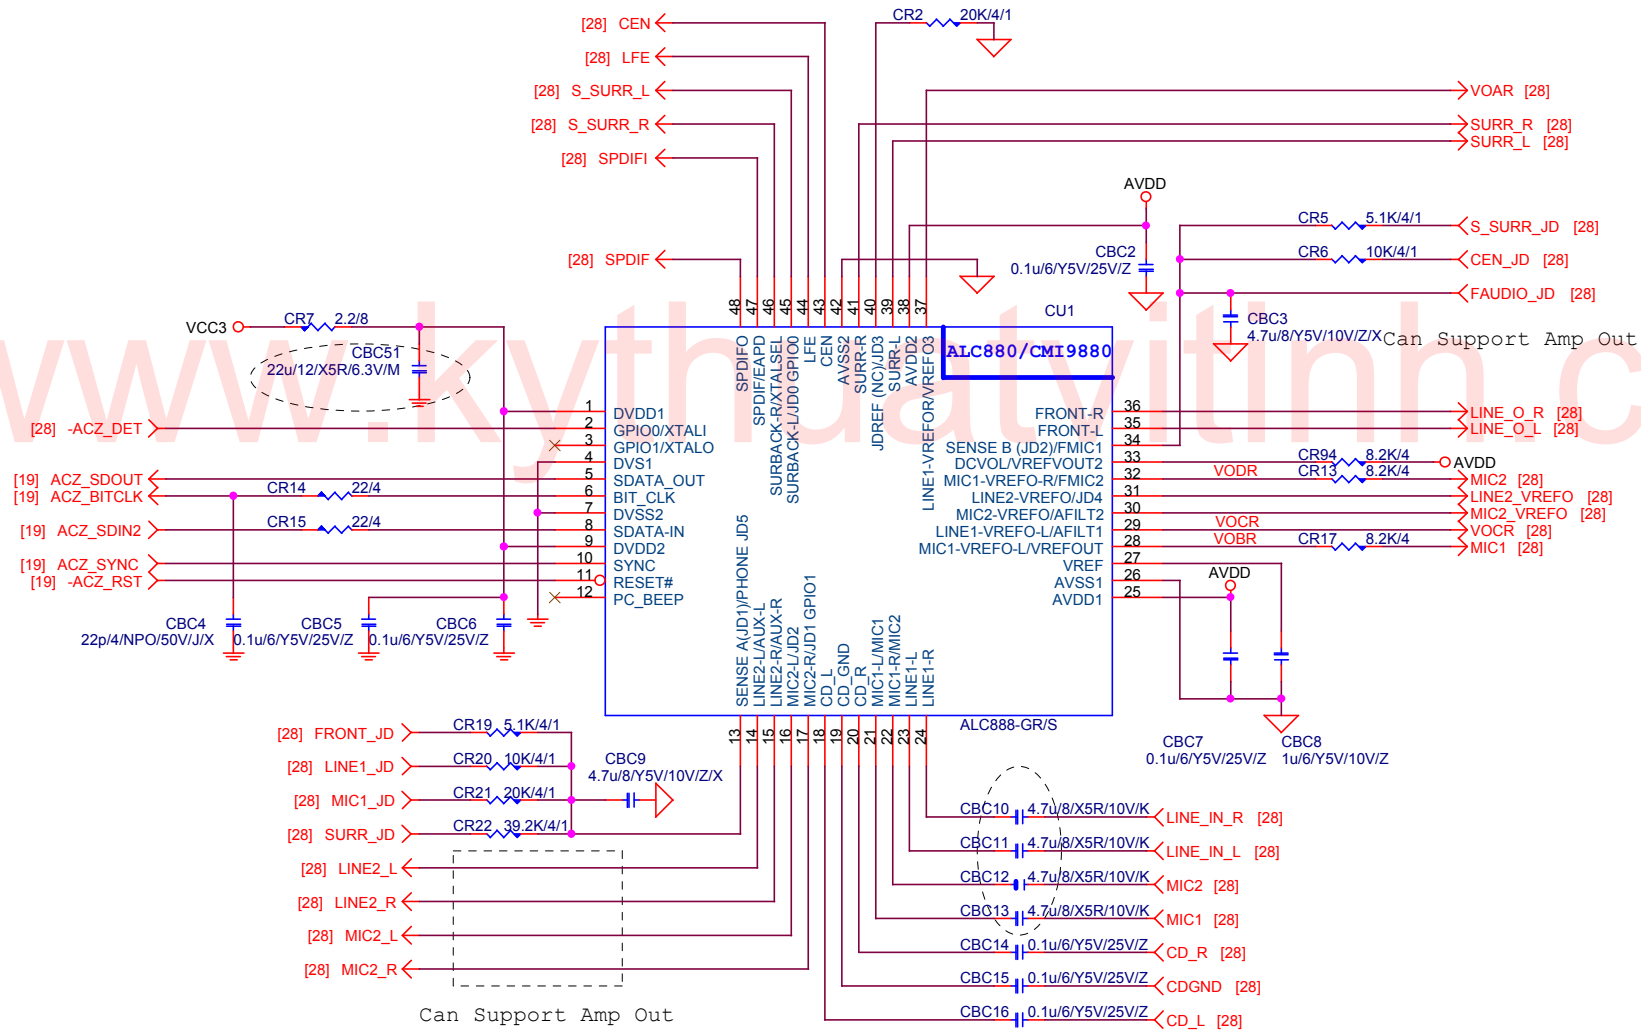 [28] CEN
CR2 20K/4/1
[28] LFE
[28] S_SURR_L
VOAR [28]
[28] S_SURR_R
SURR_R [28]
SURR_L [28]
[28] SPDIFI
AVDD
CR5 5.1K/4/1
S_SURR_JD [28]
CBC2
0.1u/6/Y5V/25V/Z
CR6 10K/4/1
CEN_JD [28]
[28] SPDIF
FAUDIO_JD [28]
48 47 46 45 44 43 42 41 40 39 38 37
CU1
CBC3
4.7u/8/Y5V/10V/Z/X
Can Support Amp Out
VCC3
CR7 2.2/8
CBC51
22u/12/X5R/6.3V/M
www.kythuatvitinh.c
SPDIFO
SPDIF/EAPD
SURBACK-R/XTALSEL
SURBACK-L/JD0 GPIO0
LFE
CEN
AVSS2
SURR-R
JDREF (NC)/JD3
SURR-L
AVDD2
LINE1-VREFOR/VREFO3
ALC880/CMI9880
[28] -ACZ_DET
[19] ACZ_SDOUT
[19] ACZ_BITCLK
CR14 22/4
[19] ACZ_SDIN2
CR15 22/4
[19] ACZ_SYNC
[19] -ACZ_RST
1 DVDD1
2 GPIO0/XTALI
3 GPIO1/XTALO
4 DVS1
5 SDATA_OUT
6 BIT_CLK
7 DVSS2
8 SDATA-IN
9 DVDD2
10 SYNC
11 RESET#
12 PC_BEEP
FRONT-R 36
FRONT-L 35
SENSE B (JD2)/FMIC1 34
DCVOL/VREFVOUT2 33
MIC1-VREFO-R/FMIC2 32
LINE2-VREFO/JD4 31
MIC2-VREFO/AFILT2 30
LINE1-VREFO-L/AFILT1 29
MIC1-VREFO-L/VREFOUT 28
VREF 27
AVSS1 26
AVDD1 25
LINE_O_R [28]
LINE_O_L [28]
CR94 8.2K/4
AVDD
VODR
CR13 8.2K/4
MIC2 [28]
LINE2_VREFO [28]
MIC2_VREFO [28]
VOCR
VOCR [28]
VOBR
CR17 8.2K/4
MIC1 [28]
AVDD
CBC4
22p/4/NPO/50V/J/X
CBC5
0.1u/6/Y5V/25V/Z
CBC6
0.1u/6/Y5V/25V/Z
SENSE A(JD1)/PHONE JD5
LINE2-L/AUX-L
LINE2-R/AUX-R
MIC2-L/JD2
MIC2-R/JD1 GPIO1
CD_L
CD_GND
CD_R
MIC1-L/MIC1
MIC1-R/MIC2
LINE1-L
LINE1-R
13 14 15 16 17 18 19 20 21 22 23 24
ALC888-GR/S
CBC7
0.1u/6/Y5V/25V/Z
CBC8
1u/6/Y5V/10V/Z
[28] FRONT_JD
CR19 5.1K/4/1
[28] LINE1_JD
CR20 10K/4/1
CBC9
4.7u/8/Y5V/10V/Z/X
[28] MIC1_JD
CR21 20K/4/1
[28] SURR_JD
CR22 39.2K/4/1
[28] LINE2_L
[28] LINE2_R
[28] MIC2_L
[28] MIC2_R
Can Support Amp Out
CBC10 4.7u/8/X5R/10V/K
LINE_IN_R [28]
CBC11 4.7u/8/X5R/10V/K
LINE_IN_L [28]
CBC12 4.7u/8/X5R/10V/K
MIC2 [28]
CBC13 4.7u/8/X5R/10V/K
MIC1 [28]
CBC14 0.1u/6/Y5V/25V/Z
CD_R [28]
CBC15 0.1u/6/Y5V/25V/Z
CDGND [28]
CBC16 0.1u/6/Y5V/25V/Z
CD_L [28]